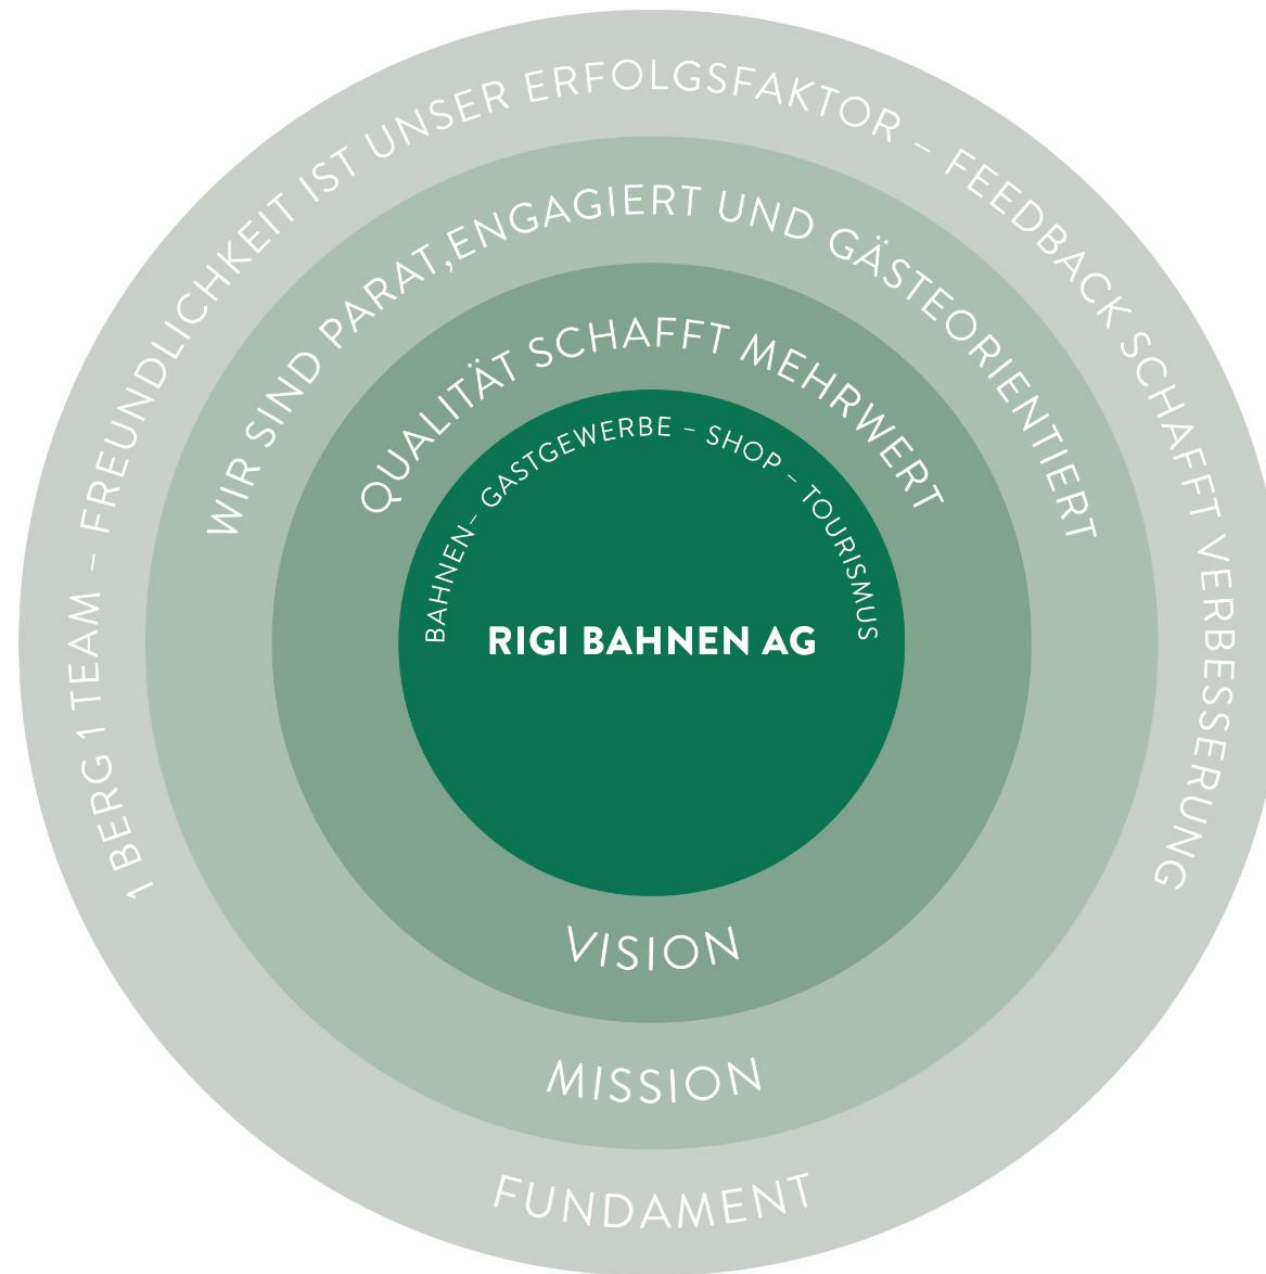 1 BERG 1 TEAM – FREUNDLICHKEIT IST UNSER ERFOLGSFAKTOR – FEEDBACK SCHAFFT VERBESSERUNG
WIR SIND PARAT,ENGAGIERT UND GÄSTEORIENTIERT
QUALITÄT SCHAFFT MEHRWERT
BAHNEN– GASTGEWERBE – SHOP – TOURISMUS
RIGI BAHNEN AG
VISION
MISSION
FUNDAMENT